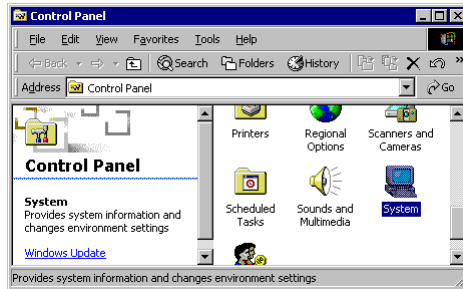 Control Panel
File Edit View Favorites Tools Help
Back Search Folders History
Address Control Panel Go
Control Panel
System
Provides system information and
changes environment settings
Windows Update
Printers
Regional
Options
Scanners and
Cameras
Scheduled
Tasks
Sounds and
Multimedia
System
Provides system information and changes environment settings